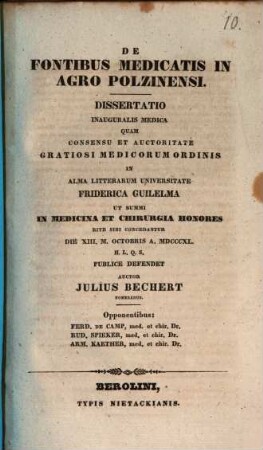 10.
DE
FONTIBUS MEDICATIS IN
AGRO POLZINENSI.
DISSERTATIO
INAUGURALIS MEDICA
QUAM
CONSENSU ET AUCTORITATE
GRATIOSI MEDICORUM ORDINIS
IN
ALMA LITTERARUM UNIVERSITATE
FRIDERICA GUILELMA
UT SUMMI
IN MEDICINA ET CHIRURGIA HONORES
RITE SIBI CONCEDANTUR
DIE XIII. M. OCTOBRIS A. MDCCCXL.
H. L. Q. S.
PUBLICE DEFENDET
AUCTOR
JULIUS BECHERT
Opponentibus:
FERD. DE CAMP, med. et chir. Dr.
RUD. SPIEKER, med. et chir. Dr.
ARM. KAETHER, med. et chir. Dr.
BEROLINI,
TYPIS NIETACKIANIS.